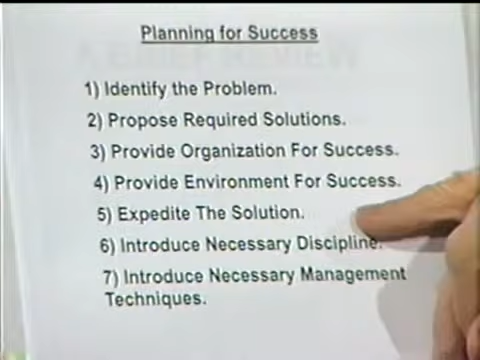 Planning for Success
1) Identify the Problem.
2) Propose Required Solutions.
3) Provide Organization For Success.
4) Provide Environment For Success.
5) Expedite The Solution.
6) Introduce Necessary Discipline.
7) Introduce Necessary Management
Techniques.